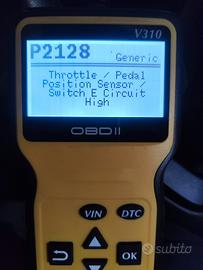 V310
P2128 Generic
Throttle / Pedal
Position Sensor /
Switch E Circuit
High
OBDII
VIN DTC
OK
subito